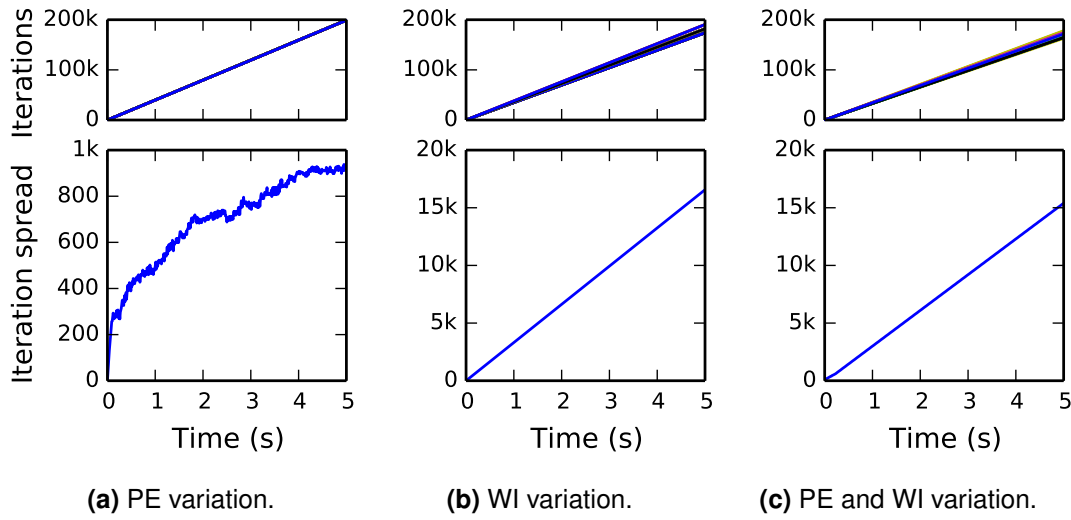 Iterations
200k
100k
0
200k
100k
0
200k
100k
0
Iteration spread
1k
800
600
400
200
0
0 1 2 3 4 5
Time (s)
20k
15k
10k
5k
0
0 1 2 3 4 5
Time (s)
20k
15k
10k
5k
0
0 1 2 3 4 5
Time (s)
(a) PE variation.
(b) WI variation.
(c) PE and WI variation.